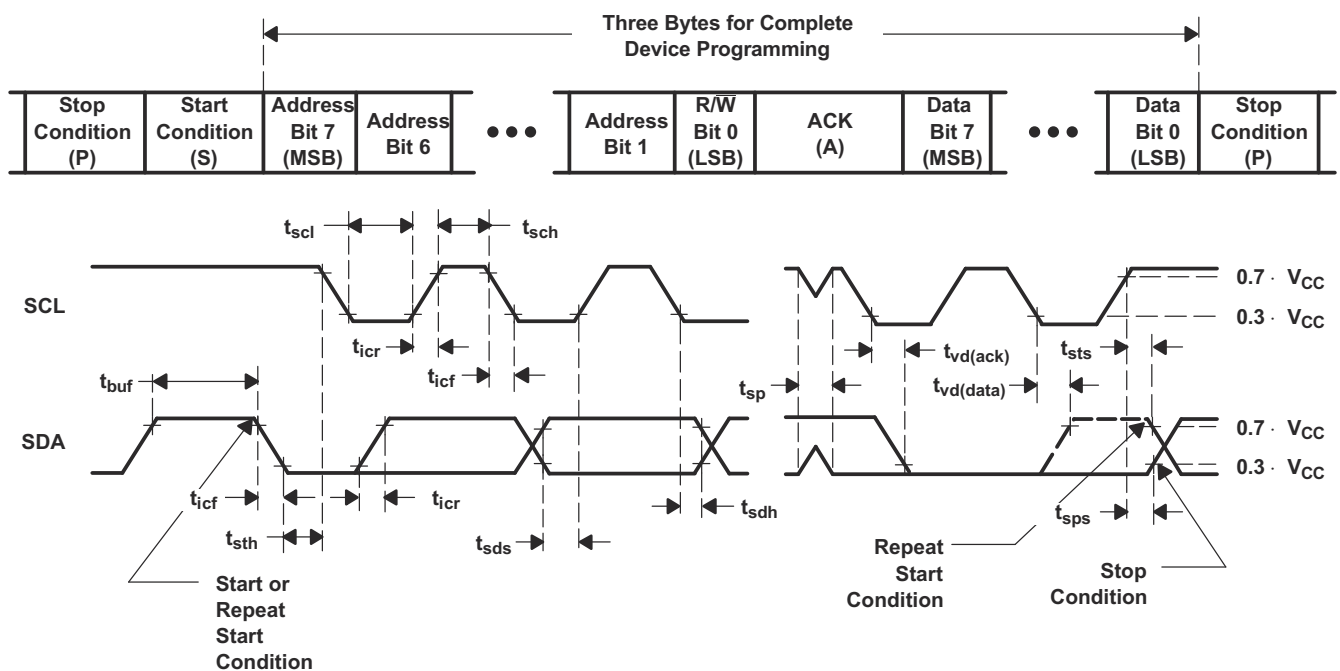 Three Bytes for Complete
Device Programming
Stop
Condition
(P)
Start
Condition
(S)
Address
Bit 7
(MSB)
Address
Bit 6
•••
Address
Bit 1
R/W̅
Bit 0
(LSB)
ACK
(A)
Data
Bit 7
(MSB)
•••
Data
Bit 0
(LSB)
Stop
Condition
(P)
tscl
tsch
SCL
0.7 · VCC
0.3 · VCC
ticr
ticf
tbuf
tsp
tvd(ack)
tvd(data)
tsts
SDA
0.7 · VCC
0.3 · VCC
ticf
ticr
tsth
tsds
tsdh
tsps
Start or
Repeat
Start
Condition
Repeat
Start
Condition
Stop
Condition